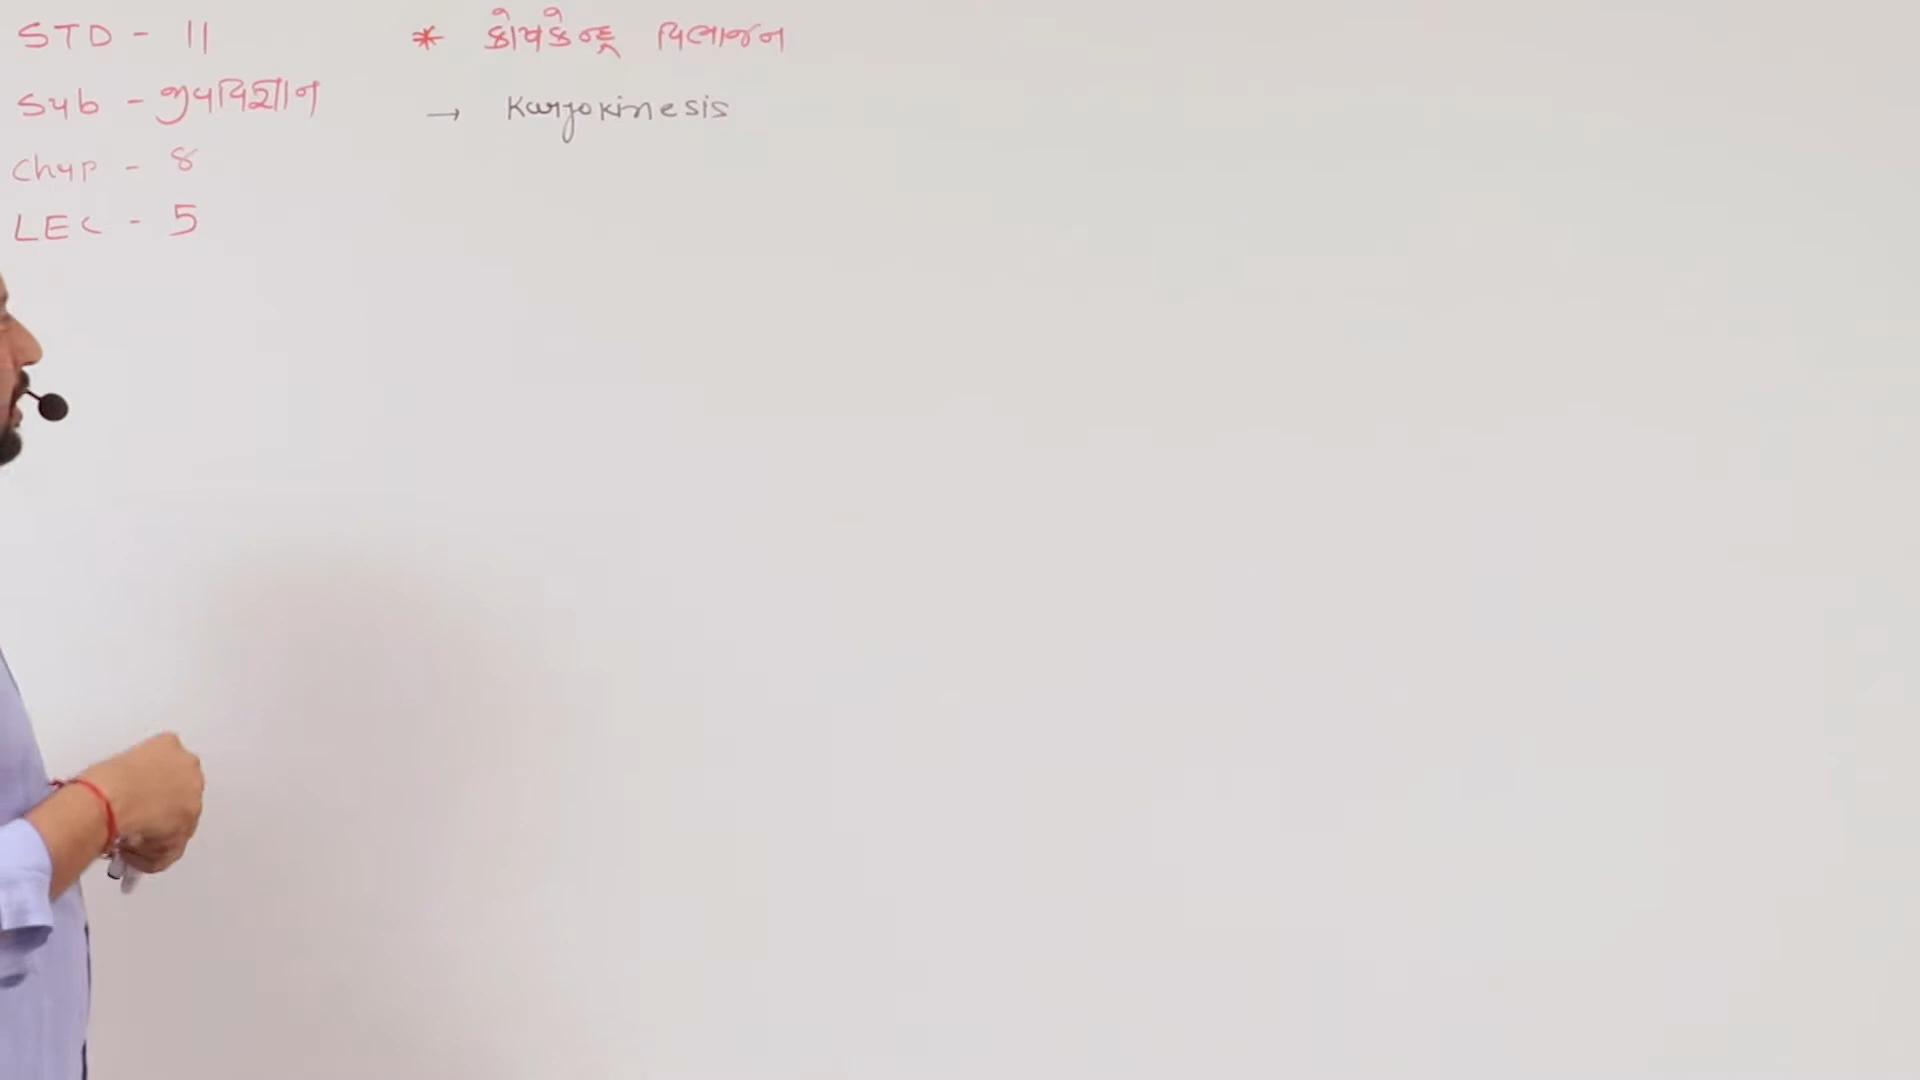 STD - 11
Sub - જીવવિજ્ઞાન
Chap - 8
LEC - 5
* કોષકેન્દ્ર વિભાજન
→ Karyokinesis